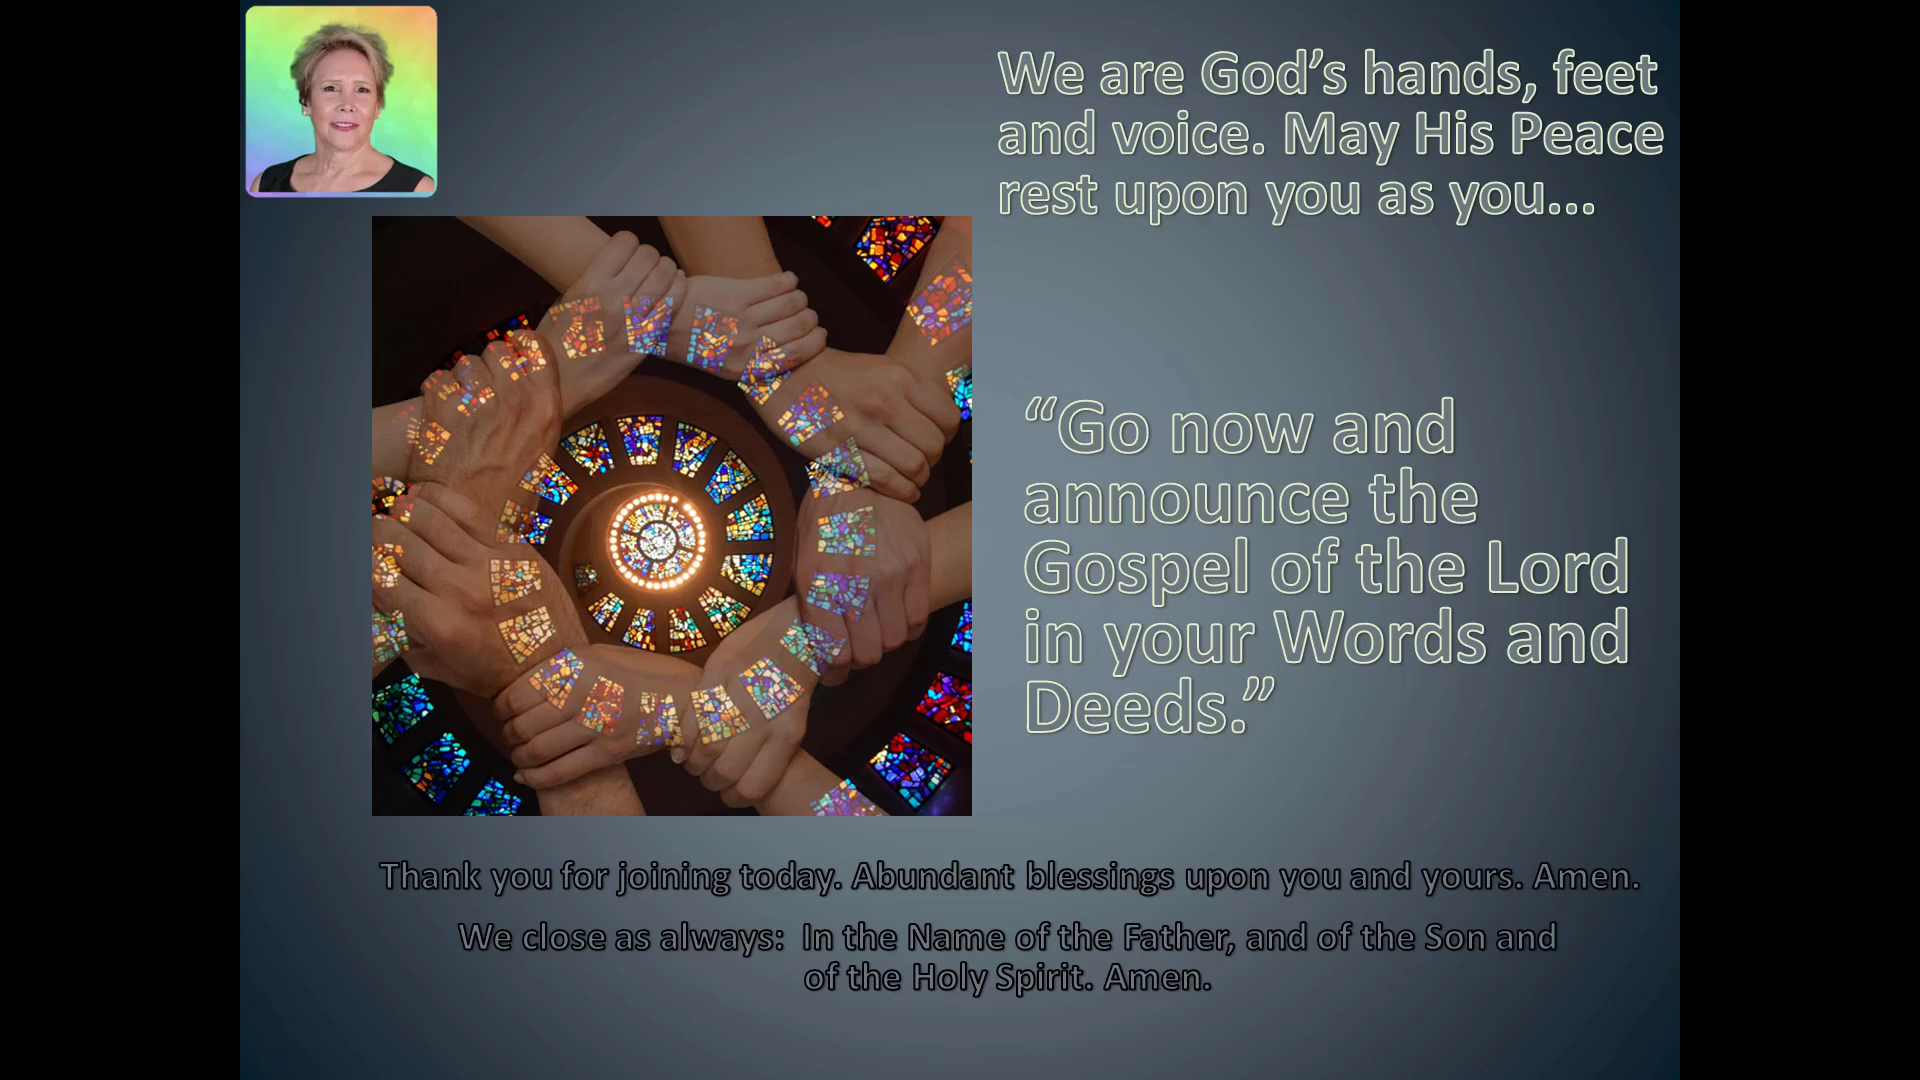 We are God’s hands, feet
and voice. May His Peace
rest upon you as you...
“Go now and
announce the
Gospel of the Lord
in your Words and
Deeds.”
Thank you for joining today. Abundant blessings upon you and yours. Amen.
We close as always:  In the Name of the Father, and of the Son and
of the Holy Spirit. Amen.